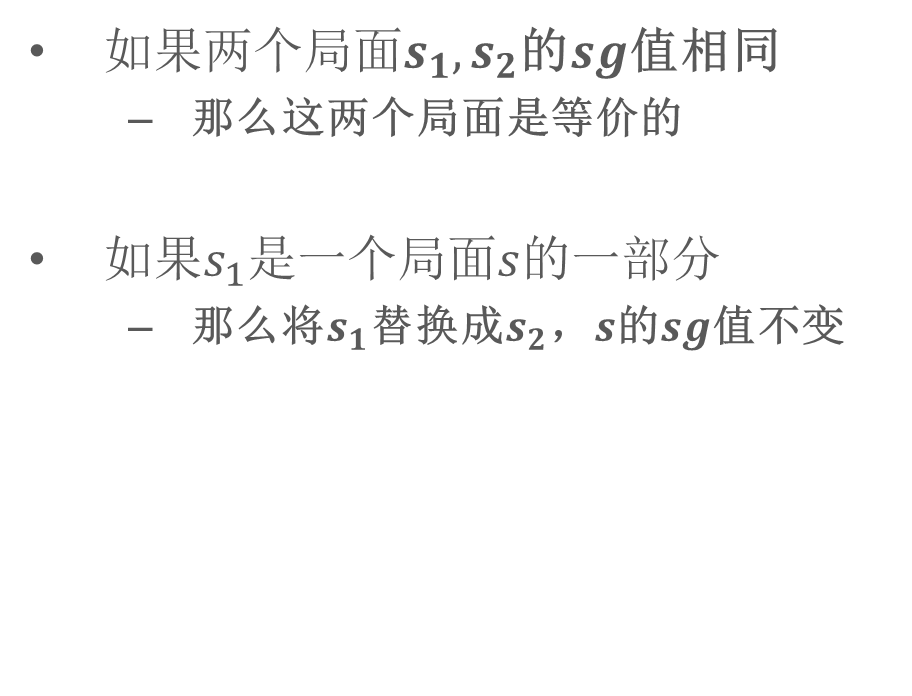 • 如果两个局面s₁,s₂的sg值相同
– 那么这两个局面是等价的
• 如果s₁是一个局面s的一部分
– 那么将s₁替换成s₂，s的sg值不变